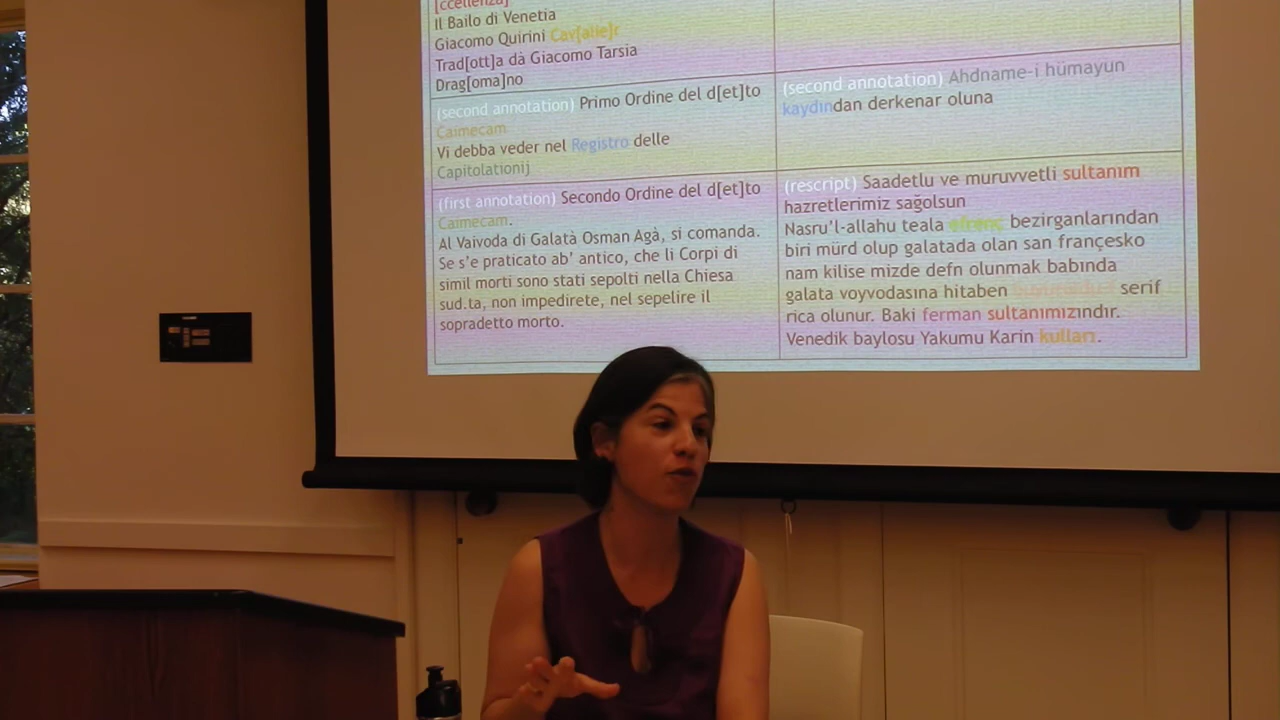 [ccellenza]
Il Bailo di Venetia
Giacomo Quirini Cav[alie]r
Trad[ott]a dà Giacomo Tarsia
Drag[oma]no
(second annotation) Primo Ordine del d[et]to
Caimecam
Vi debba veder nel Registro delle
Capitolationij
(first annotation) Secondo Ordine del d[et]to
Caimecam.
Al Vaivoda di Galatà Osman Agà, si comanda.
Se s'e praticato ab' antico, che li Corpi di
simil morti sono stati sepolti nella Chiesa
sud.ta, non impedirete, nel sepelire il
sopradetto morto.
(second annotation) Ahdname-i hümayun
kaydından derkenar oluna
(rescript) Saadetlu ve muruvvetli sultanım
hazretlerimiz sağolsun
Nasru'l-allahu teala efrenç bezirganlarından
biri mürd olup galatada olan san françesko
nam kilise mizde defn olunmak babında
galata voyvodasına hitaben serif
rica olunur. Baki ferman sultanımızındır.
Venedik baylosu Yakumu Karin kulları.